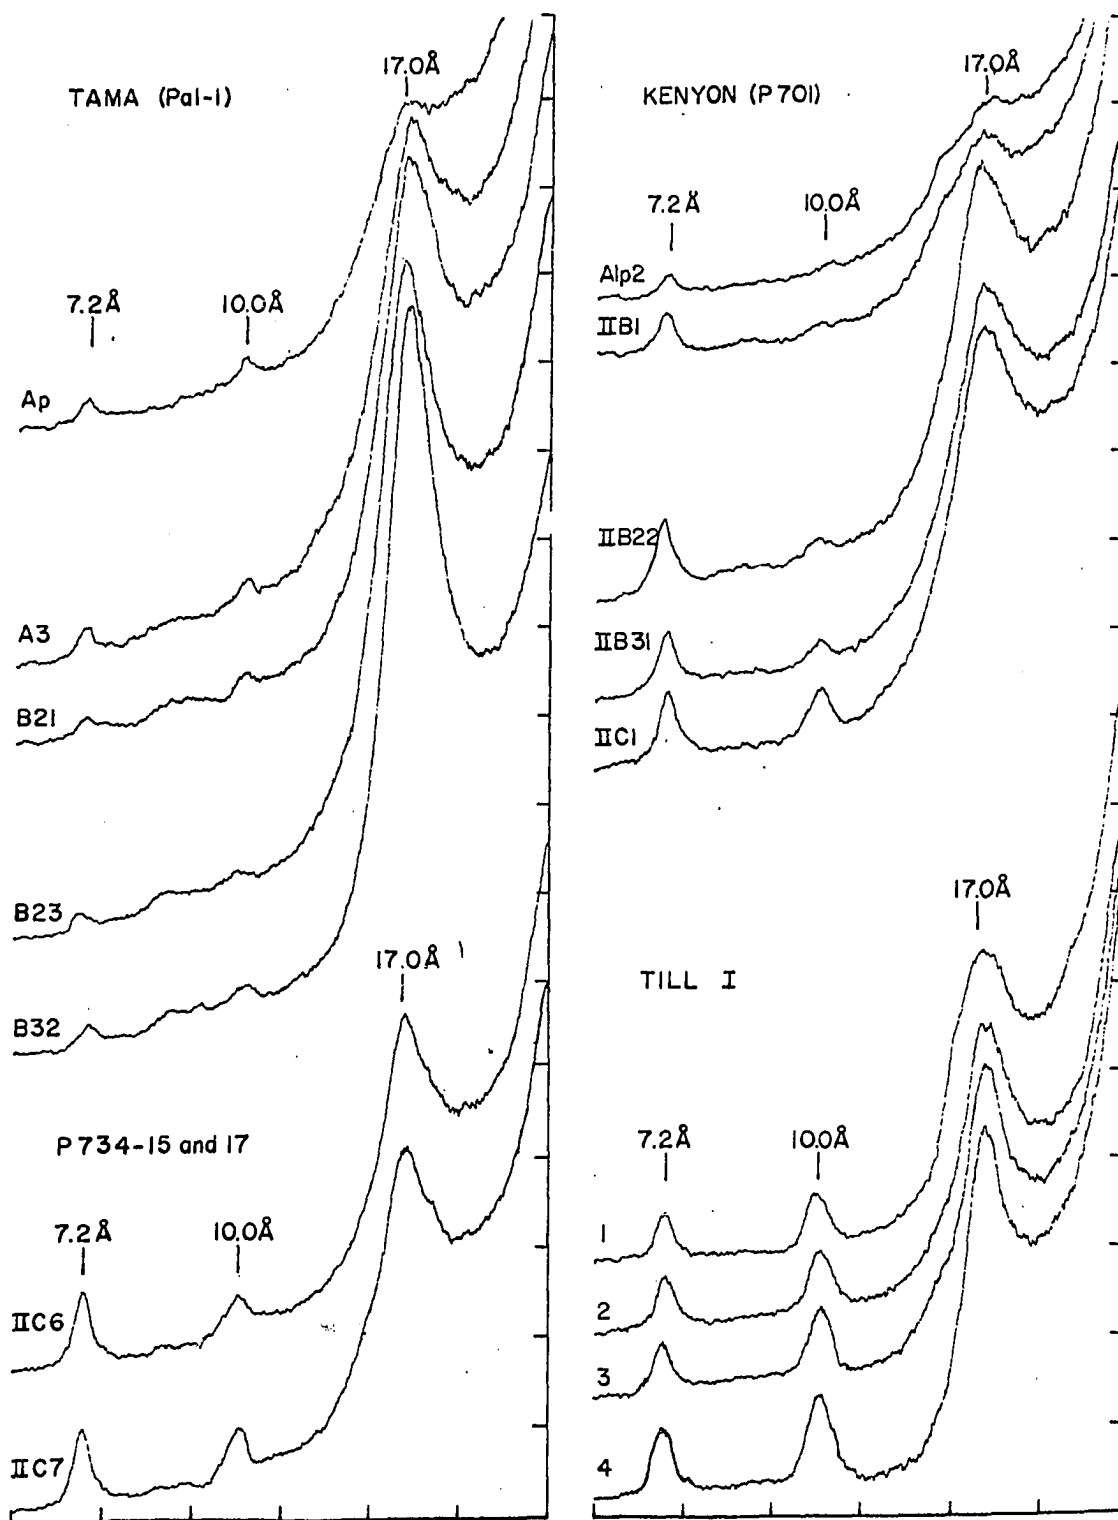 TAMA (Pal-1)
17.0Å
7.2Å
10.0Å
Ap
A3
B21
B23
B32
17.0Å
P734-15 and 17
7.2Å
10.0Å
IIC6
IIC7
KENYON (P701)
17.0Å
7.2Å
10.0Å
Alp2
IIB1
IIB22
IIB31
IIC1
17.0Å
TILL I
7.2Å
10.0Å
1
2
3
4